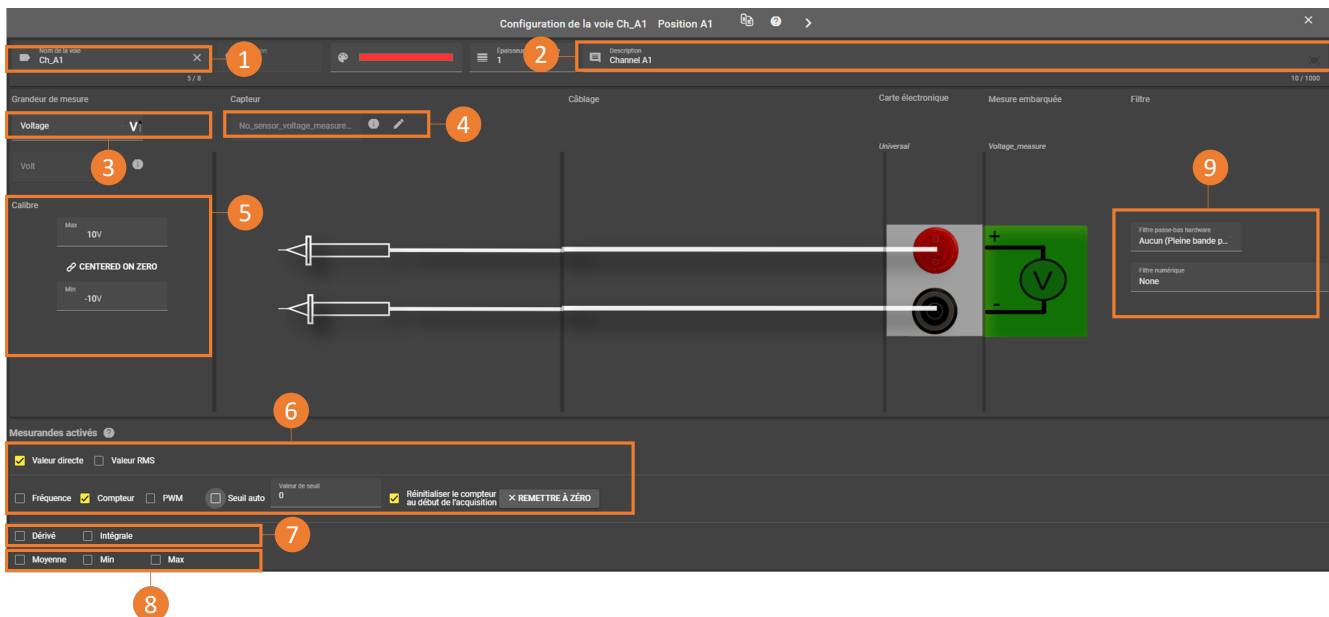 Configuration de la voie Ch_A1 Position A1
Nom de la voie
Ch_A1
5 / 8
1
Épaisseur
1
2
Description
Channel A1
10 / 1000
Grandeur de mesure
Capteur
Câblage
Carte électronique
Mesure embarquée
Filtre
Voltage
V
No_sensor_voltage_measure...
4
3
Volt
Universal
Voltage_measure
9
Calibre
5
Max
10V
CENTERED ON ZERO
Min
-10V
+
V
-
Filtre passe-bas hardware
Aucun (Pleine bande p...
Filtre numérique
None
6
Mesurandes activés
Valeur directe Valeur RMS
Fréquence Compteur PWM Seuil auto
Valeur de seuil
0
Réinitialiser le compteur
au début de l'acquisition
× REMETTRE À ZÉRO
Dérivé Intégrale
7
Moyenne Min Max
8